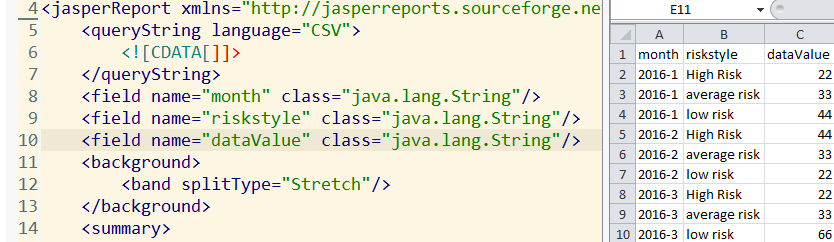 4 <jasperReport xmlns="http://jasperreports.sourceforge.ne
5 <queryString language="CSV">
6 <![CDATA[]]>
7 </queryString>
8 <field name="month" class="java.lang.String"/>
9 <field name="riskstyle" class="java.lang.String"/>
10 <field name="dataValue" class="java.lang.String"/>
11 <background>
12 <band splitType="Stretch"/>
13 </background>
14 <summary>
E11
A B C
1 month riskstyle dataValue
2 2016-1 High Risk 22
3 2016-1 average risk 33
4 2016-1 low risk 44
5 2016-2 High Risk 44
6 2016-2 average risk 33
7 2016-2 low risk 22
8 2016-3 High Risk 22
9 2016-3 average risk 33
10 2016-3 low risk 66